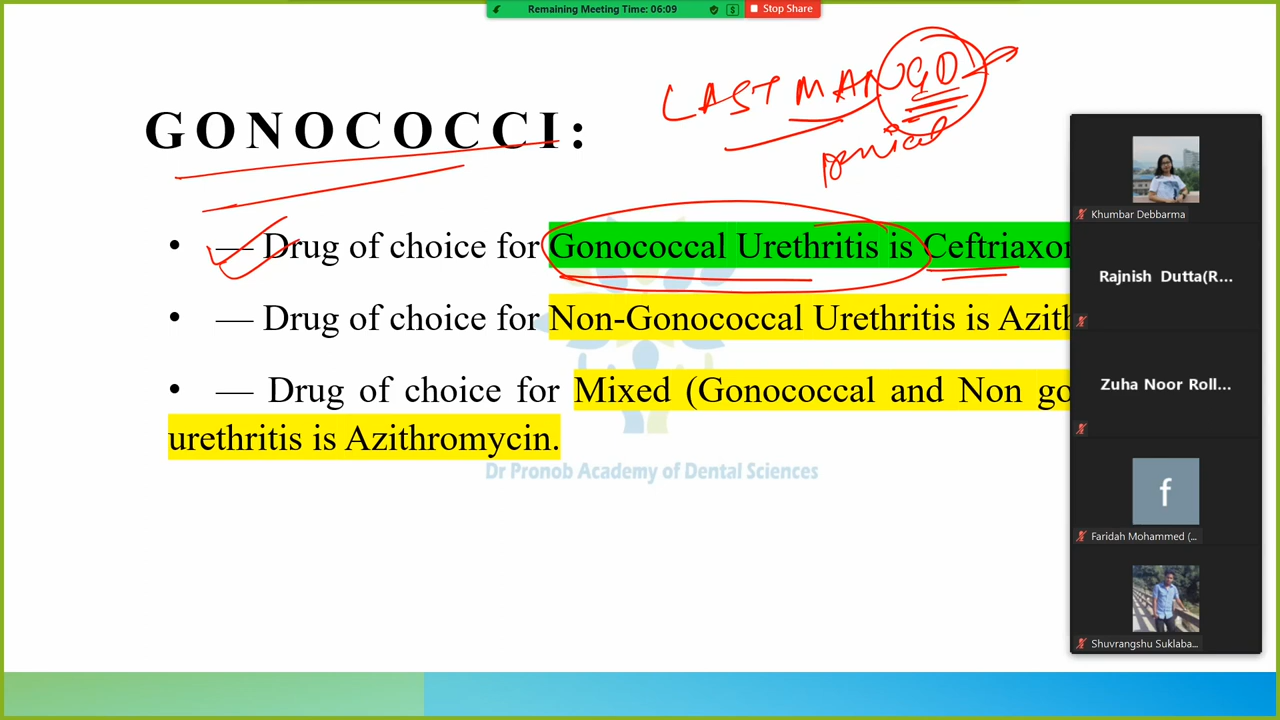 Remaining Meeting Time: 06:09
Stop Share
LAST MANGO
GONOCOCCI:
• — Drug of choice for Gonococcal Urethritis is Ceftriaxon
• — Drug of choice for Non-Gonococcal Urethritis is Azith
• — Drug of choice for Mixed (Gonococcal and Non go
urethritis is Azithromycin.
Dr Pronob Academy of Dental Sciences
Khumbar Debbarma
Rajnish Dutta(R...
Zuha Noor Roll...
f
Faridah Mohammed (...
Shuvrangshu Suklaba...